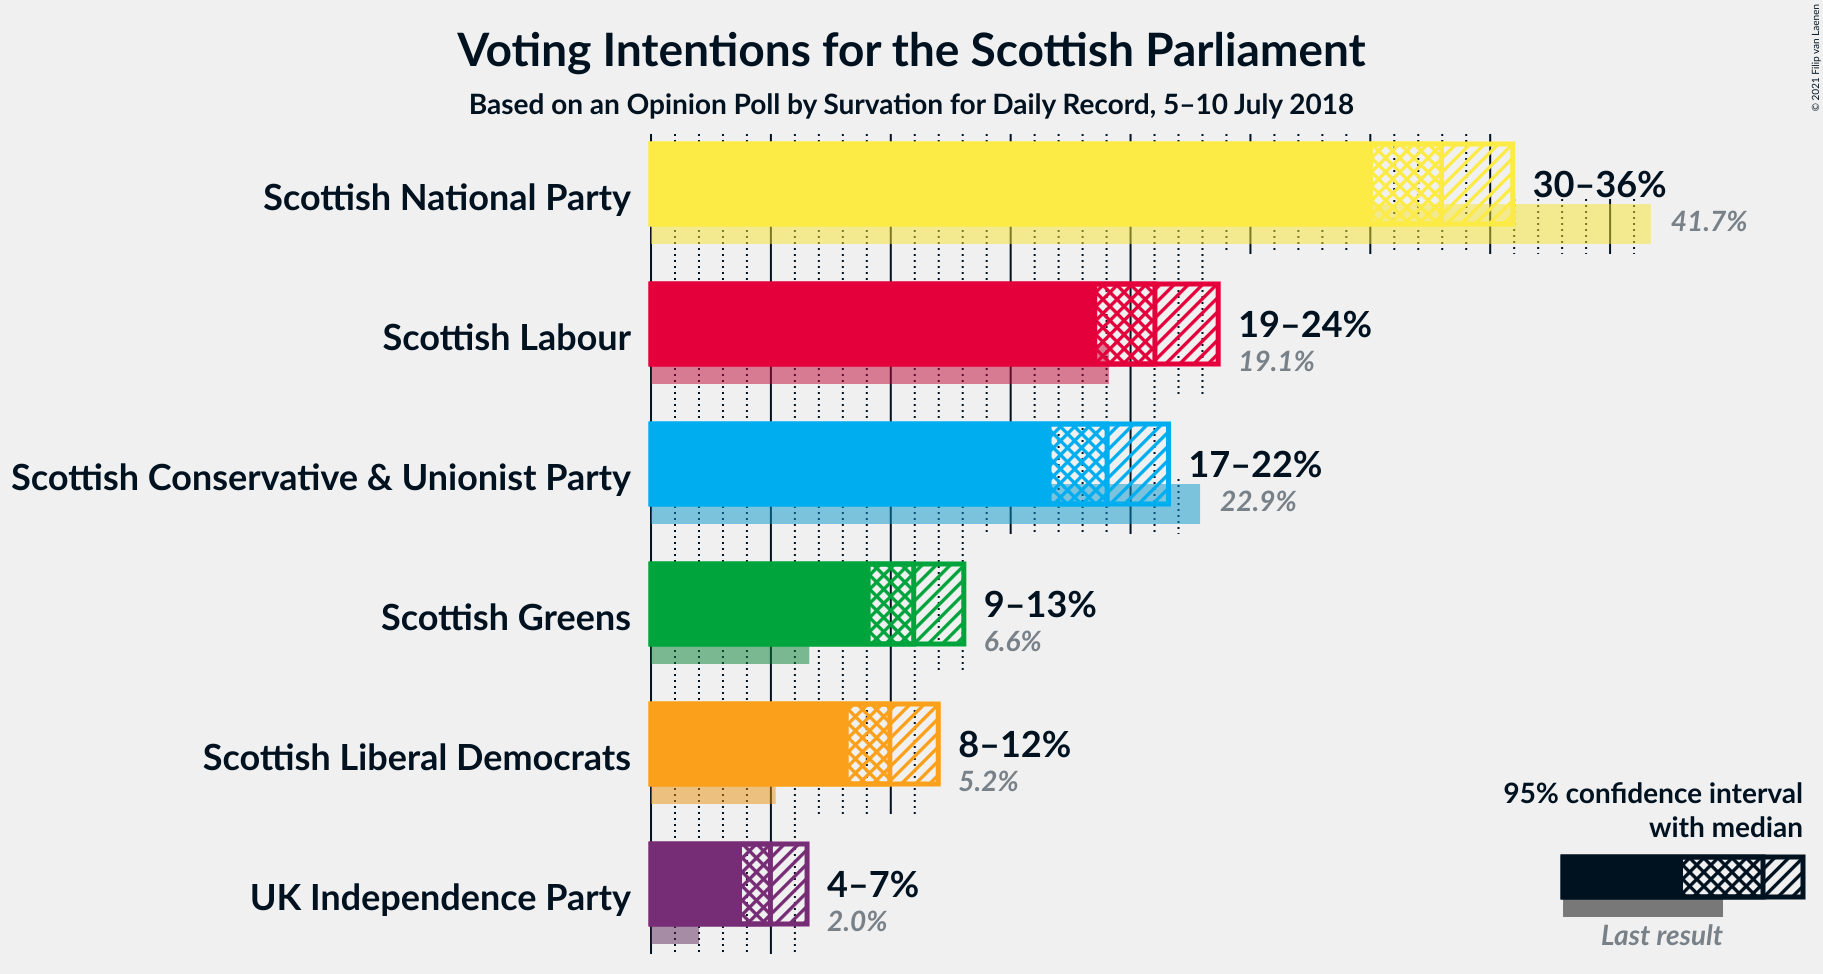 Voting Intentions for the Scottish Parliament
Based on an Opinion Poll by Survation for Daily Record, 5–10 July 2018
© 2021 Filip van Laenen
Scottish National Party
30–36%
41.7%
Scottish Labour
19–24%
19.1%
Scottish Conservative & Unionist Party
17–22%
22.9%
Scottish Greens
9–13%
6.6%
Scottish Liberal Democrats
8–12%
5.2%
UK Independence Party
4–7%
2.0%
95% confidence interval
with median
Last result